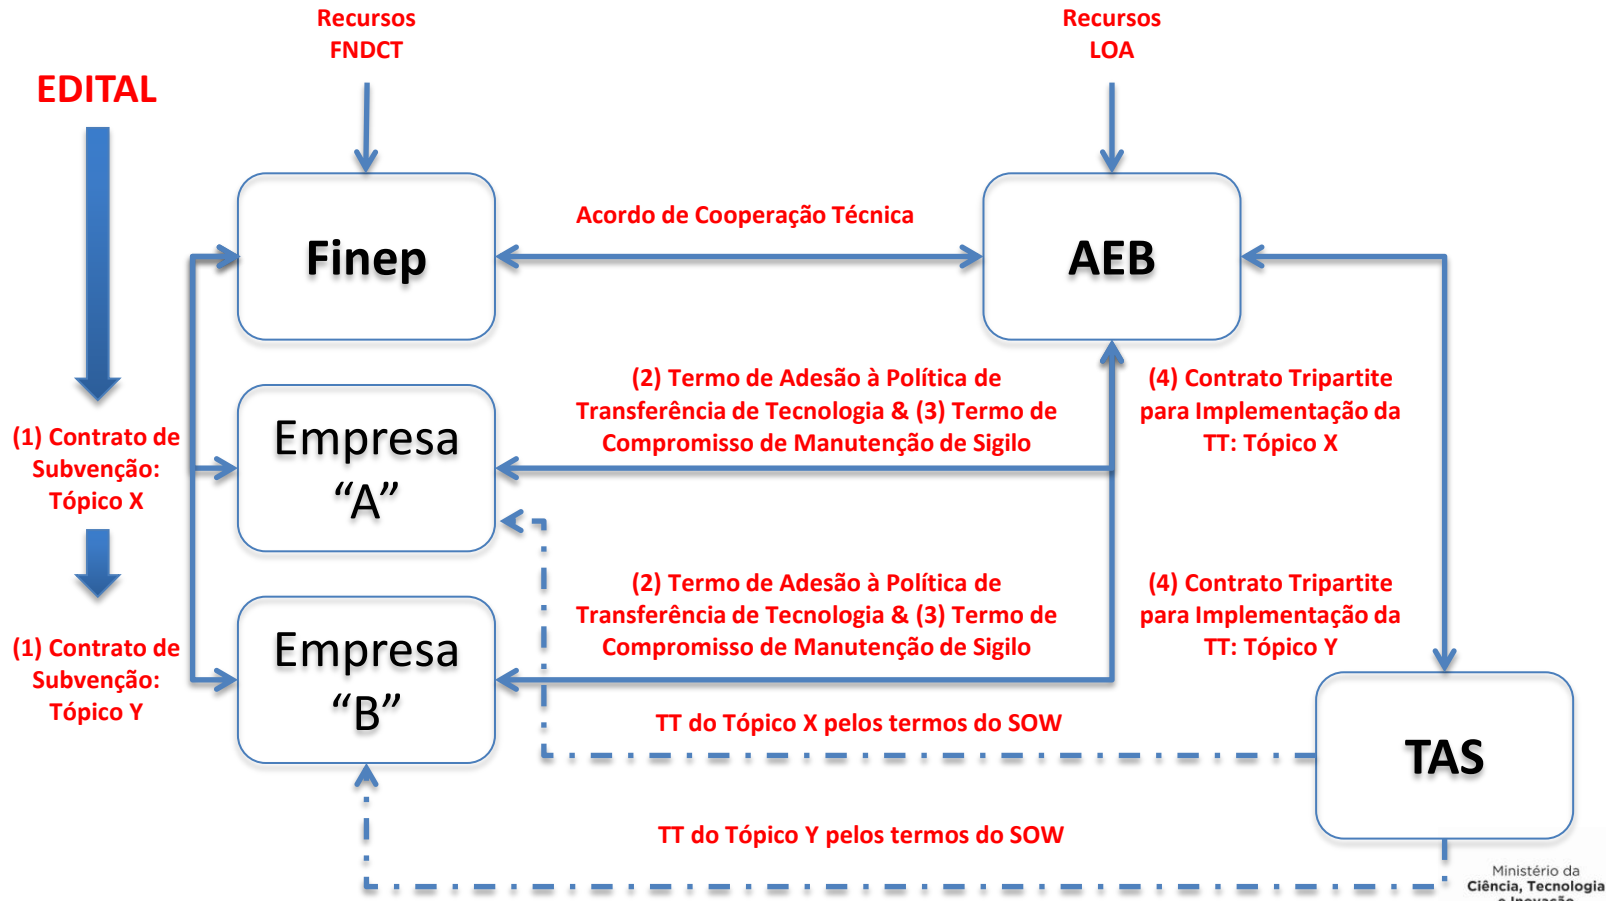 Recursos
FNDCT
Recursos
LOA
EDITAL
Finep
Acordo de Cooperação Técnica
AEB
(1) Contrato de
Subvenção:
Tópico X
Empresa
“A”
(2) Termo de Adesão à Política de
Transferência de Tecnologia & (3) Termo de
Compromisso de Manutenção de Sigilo
(4) Contrato Tripartite
para Implementação da
TT: Tópico X
(1) Contrato de
Subvenção:
Tópico Y
Empresa
“B”
(2) Termo de Adesão à Política de
Transferência de Tecnologia & (3) Termo de
Compromisso de Manutenção de Sigilo
(4) Contrato Tripartite
para Implementação da
TT: Tópico Y
TT do Tópico X pelos termos do SOW
TAS
TT do Tópico Y pelos termos do SOW
Ministério da
Ciência, Tecnologia
e Inovação